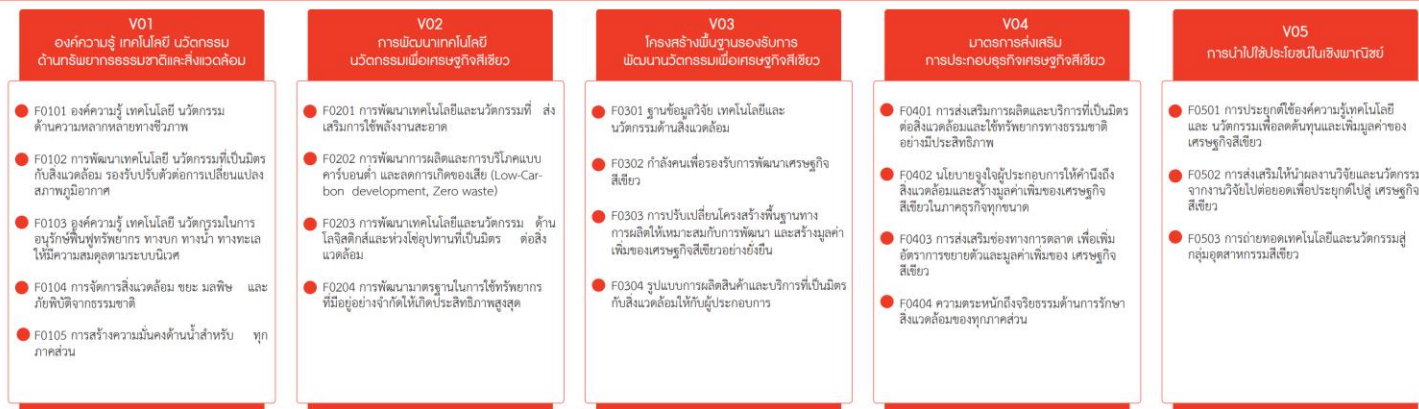 V01
องค์ความรู้ เทคโนโลยี นวัตกรรม
ด้านทรัพยากรธรรมชาติและสิ่งแวดล้อม
F0101 องค์ความรู้ เทคโนโลยี นวัตกรรม
ด้านความหลากหลายทางชีวภาพ
F0102 การพัฒนาเทคโนโลยี นวัตกรรมที่เป็นมิตร
กับสิ่งแวดล้อม รองรับปรับตัวต่อการเปลี่ยนแปลง
สภาพภูมิอากาศ
F0103 องค์ความรู้ เทคโนโลยี นวัตกรรมในการ
อนุรักษ์ฟื้นฟูทรัพยากร ทางบก ทางน้ำ ทางทะเล
ให้มีความสมดุลตามระบบนิเวศ
F0104 การจัดการสิ่งแวดล้อม ขยะ มลพิษ และ
ภัยพิบัติจากธรรมชาติ
F0105 การสร้างความมั่นคงด้านน้ำสำหรับ ทุก
ภาคส่วน
V02
การพัฒนาเทคโนโลยี
นวัตกรรมเพื่อเศรษฐกิจสีเขียว
F0201 การพัฒนาเทคโนโลยีและนวัตกรรมที่ ส่ง
เสริมการใช้พลังงานสะอาด
F0202 การพัฒนาการผลิตและการบริโภคแบบ
คาร์บอนต่ำ และลดการเกิดของเสีย (Low-Car-
bon development, Zero waste)
F0203 การพัฒนาเทคโนโลยีและนวัตกรรม ด้าน
โลจิสติกส์และห่วงโซ่อุปทานที่เป็นมิตร ต่อสิ่ง
แวดล้อม
F0204 การพัฒนามาตรฐานในการใช้ทรัพยากร
ที่มีอยู่อย่างจำกัดให้เกิดประสิทธิภาพสูงสุด
V03
โครงสร้างพื้นฐานรองรับการ
พัฒนานวัตกรรมเพื่อเศรษฐกิจสีเขียว
F0301 ฐานข้อมูลวิจัย เทคโนโลยีและ
นวัตกรรมด้านสิ่งแวดล้อม
F0302 กำลังคนเพื่อรองรับการพัฒนาเศรษฐกิจ
สีเขียว
F0303 การปรับเปลี่ยนโครงสร้างพื้นฐานทาง
การผลิตให้เหมาะสมกับการพัฒนา และสร้างมูลค่า
เพิ่มของเศรษฐกิจสีเขียวอย่างยั่งยืน
F0304 รูปแบบการผลิตสินค้าและบริการที่เป็นมิตร
กับสิ่งแวดล้อมให้กับผู้ประกอบการ
V04
มาตรการส่งเสริม
การประกอบธุรกิจเศรษฐกิจสีเขียว
F0401 การส่งเสริมการผลิตและบริการที่เป็นมิตร
ต่อสิ่งแวดล้อมและใช้ทรัพยากรทางธรรมชาติ
อย่างมีประสิทธิภาพ
F0402 นโยบายจูงใจผู้ประกอบการให้คำนึงถึง
สิ่งแวดล้อมและสร้างมูลค่าเพิ่มของเศรษฐกิจ
สีเขียวในภาคธุรกิจทุกขนาด
F0403 การส่งเสริมช่องทางการตลาด เพื่อเพิ่ม
อัตราการขยายตัวและมูลค่าเพิ่มของ เศรษฐกิจ
สีเขียว
F0404 ความตระหนักถึงจริยธรรมด้านการรักษา
สิ่งแวดล้อมของทุกภาคส่วน
V05
การนำไปใช้ประโยชน์ในเชิงพาณิชย์
F0501 การประยุกต์ใช้องค์ความรู้เทคโนโลยี
และ นวัตกรรมเพื่อลดต้นทุนและเพิ่มมูลค่าของ
เศรษฐกิจสีเขียว
F0502 การส่งเสริมให้นำผลงานวิจัยและนวัตกรรม
จากงานวิจัยไปต่อยอดเพื่อประยุกต์ไปสู่ เศรษฐกิจ
สีเขียว
F0503 การถ่ายทอดเทคโนโลยีและนวัตกรรมสู่
กลุ่มอุตสาหกรรมสีเขียว